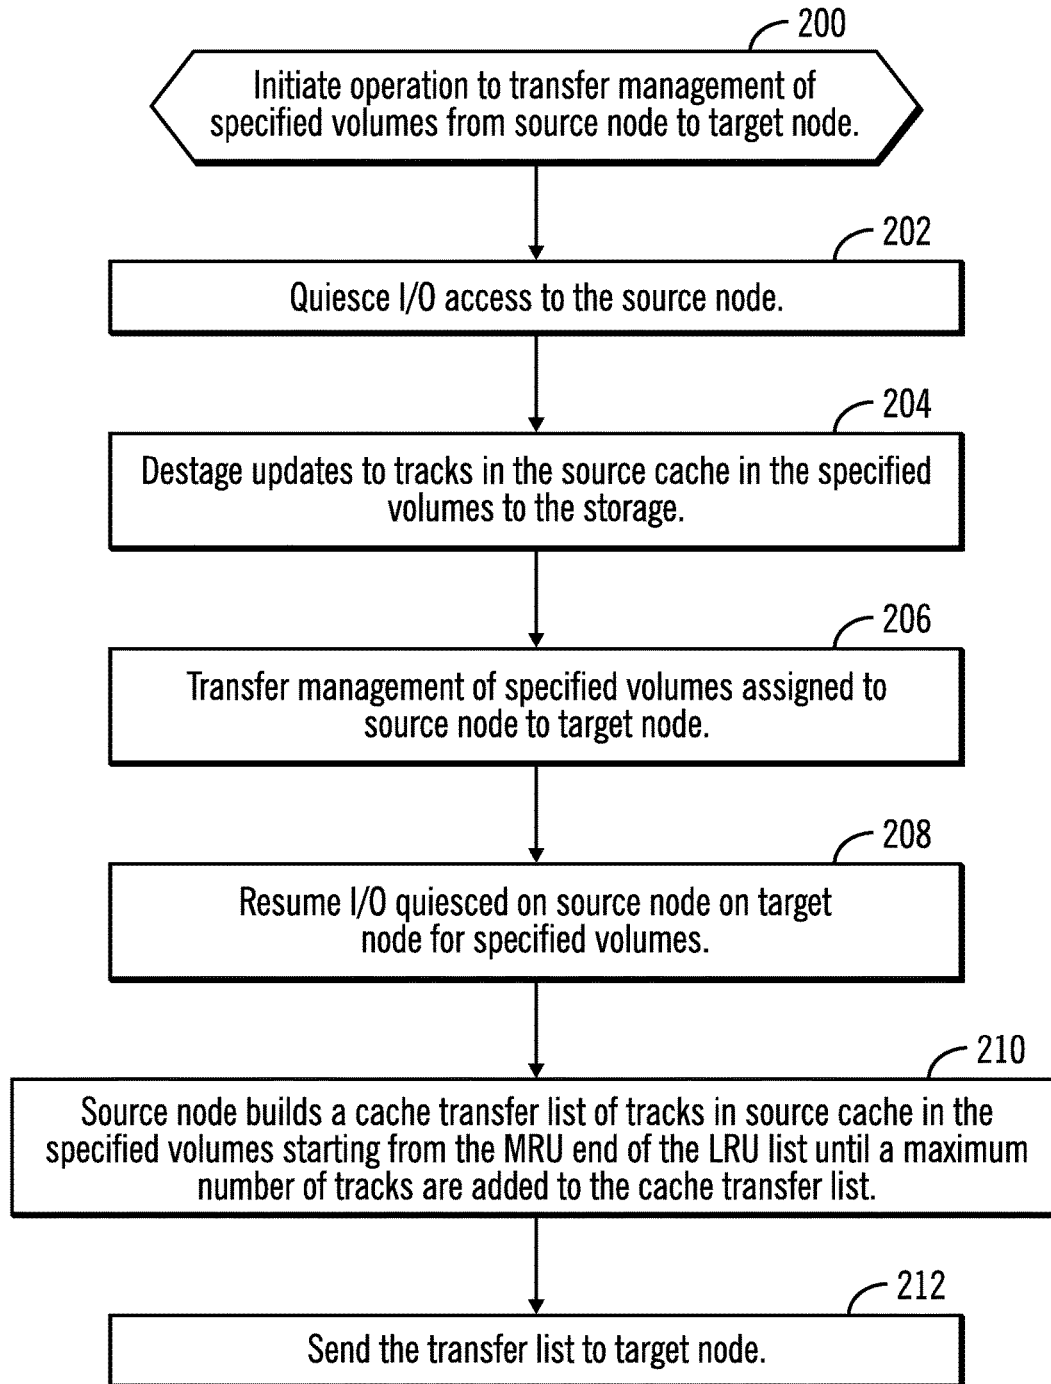 200
Initiate operation to transfer management of
specified volumes from source node to target node.
202
Quiesce I/O access to the source node.
204
Destage updates to tracks in the source cache in the specified
volumes to the storage.
206
Transfer management of specified volumes assigned to
source node to target node.
208
Resume I/O quiesced on source node on target
node for specified volumes.
210
Source node builds a cache transfer list of tracks in source cache in the
specified volumes starting from the MRU end of the LRU list until a maximum
number of tracks are added to the cache transfer list.
212
Send the transfer list to target node.